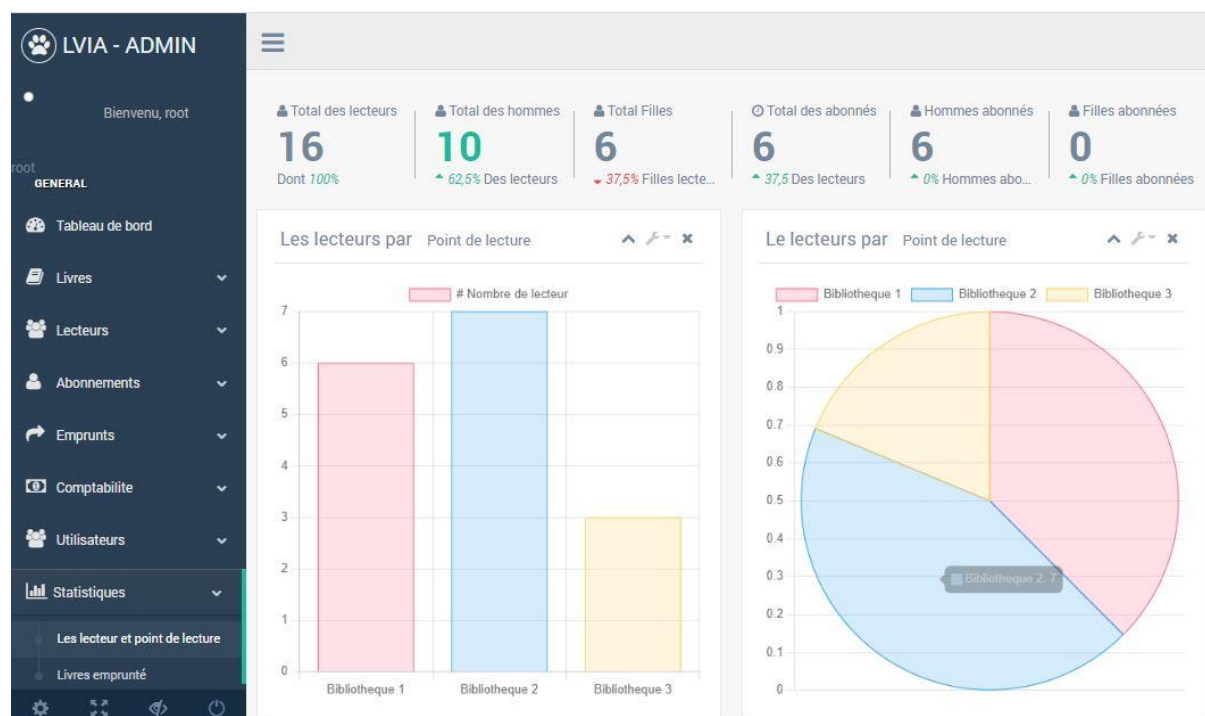 LVIA - ADMIN
Bienvenu, root
root
GENERAL
Tableau de bord
Livres
Lecteurs
Abonnements
Emprunts
Comptabilite
Utilisateurs
Statistiques
Les lecteur et point de lecture
Livres emprunté
Total des lecteurs
16
Dont 100%
Total des hommes
10
62,5% Des lecteurs
Total Filles
6
37,5% Filles lecte...
Total des abonnés
6
37,5 Des lecteurs
Hommes abonnés
6
0% Hommes abo...
Filles abonnées
0
0% Filles abonnées
Les lecteurs par Point de lecture
# Nombre de lecteur
7
6
5
4
3
2
1
0
Bibliotheque 1 Bibliotheque 2 Bibliotheque 3
Le lecteurs par Point de lecture
Bibliotheque 1 Bibliotheque 2 Bibliotheque 3
1
0.9
0.8
0.7
0.6
0.5
0.4
0.3
0.2
0.1
0
Bibliotheque 2: 7